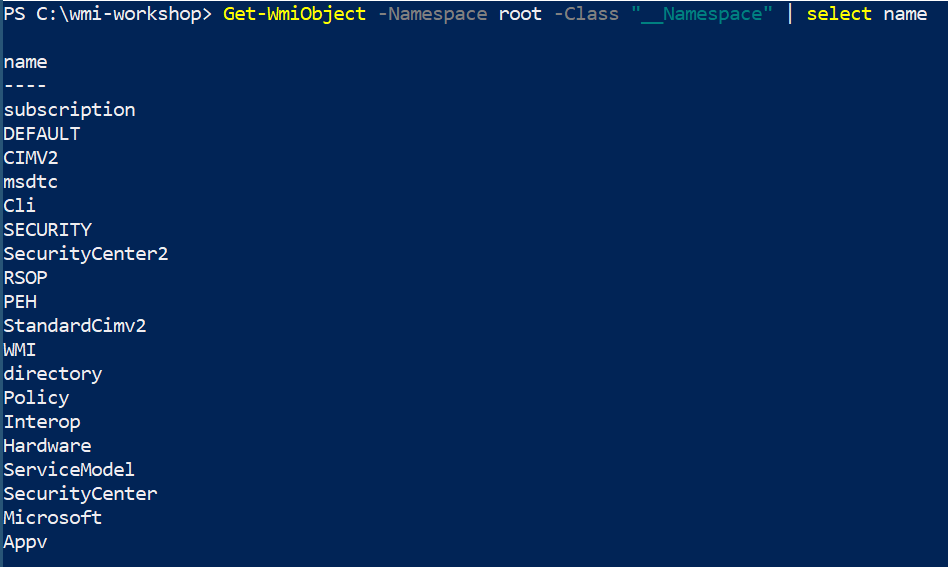 PS C:\wmi-workshop> Get-WmiObject -Namespace root -Class "__Namespace" | select name
name
----
subscription
DEFAULT
CIMV2
msdtc
Cli
SECURITY
SecurityCenter2
RSOP
PEH
StandardCimv2
WMI
directory
Policy
Interop
Hardware
ServiceModel
SecurityCenter
Microsoft
Appv